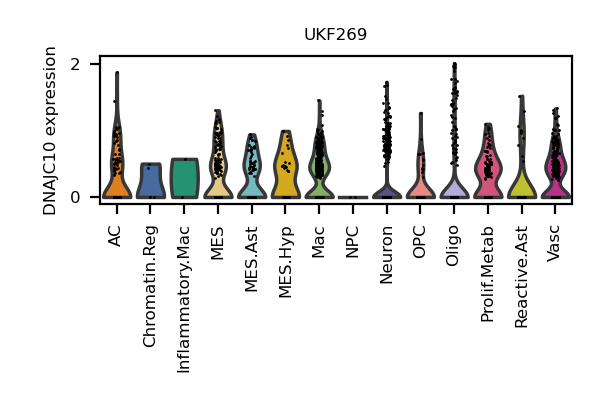 UKF269
DNAJC10 expression
2
0
AC
Chromatin.Reg
Inflammatory.Mac
MES
MES.Ast
MES.Hyp
Mac
NPC
Neuron
OPC
Oligo
Prolif.Metab
Reactive.Ast
Vasc